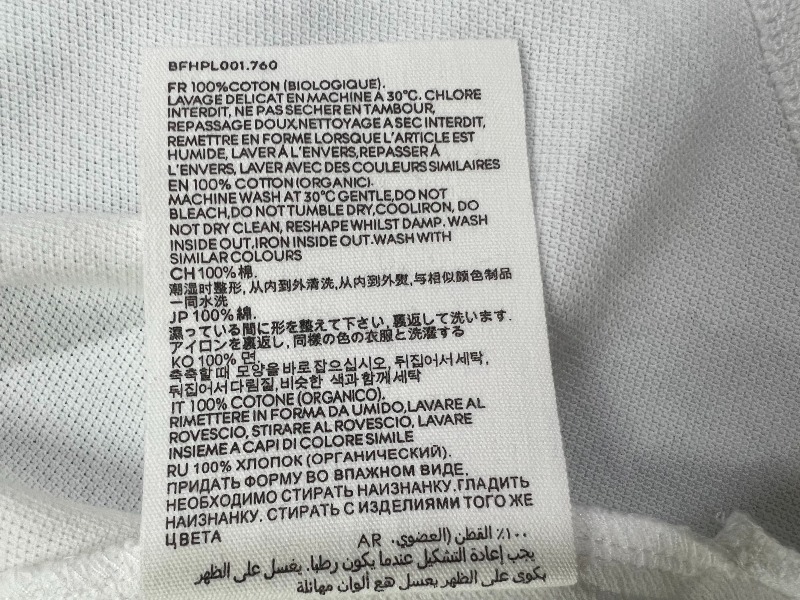 BFHPL001.760
FR 100%COTON (BIOLOGIQUE).
LAVAGE DELICAT EN MACHINE À 30°C. CHLORE
INTERDIT, NE PAS SECHER EN TAMBOUR,
REPASSAGE DOUX,NETTOYAGE A SEC INTERDIT,
REMETTRE EN FORME LORSQUE L'ARTICLE EST
HUMIDE, LAVER À L'ENVERS,REPASSER À
L'ENVERS, LAVER AVEC DES COULEURS SIMILAIRES
EN 100% COTTON (ORGANIC).
MACHINE WASH AT 30°C GENTLE,DO NOT
BLEACH,DO NOT TUMBLE DRY,COOL IRON, DO
NOT DRY CLEAN, RESHAPE WHILST DAMP. WASH
INSIDE OUT,IRON INSIDE OUT.WASH WITH
SIMILAR COLOURS
CH 100% 棉.
潮湿时整形, 从内到外清洗,从内到外熨,与相似颜色制品
一同水洗
JP 100% 綿.
濕っている間に形を整えて下さい, 裏返して洗います.
アイロンを裏返し, 同様の色の衣服と洗濯する
KO 100% 면.
축축할 때 모양을 바로 잡으십시오, 뒤집어서 세탁,
뒤집어서 다림질,비슷한 색과 함께 세탁
IT 100% COTONE (ORGANICO).
RIMETTERE IN FORMA DA UMIDO,LAVARE AL
ROVESCIO, STIRARE AL ROVESCIO, LAVARE
INSIEME A CAPI DI COLORE SIMILE
RU 100% ХЛОПОК (ОРГАНИЧЕСКИЙ).
ПРИДАТЬ ФОРМУ ВО ВПАЖНОМ ВИДЕ.
НЕОБХОДИМО СТИРАТЬ НАИЗНАНКУ.ГЛАДИТЬ
НАИЗНАНКУ. СТИРАТЬ С ИЗДЕЛИЯМИ ТОГО ЖЕ
ЦВЕТА
AR ١٠٠٪ القطن (العضوي).
يجب إعادة التشكيل عندما يكون رطبا. يغسل على الظهر
يكوى على الظهر يعسل هع ألوان مهاثلة